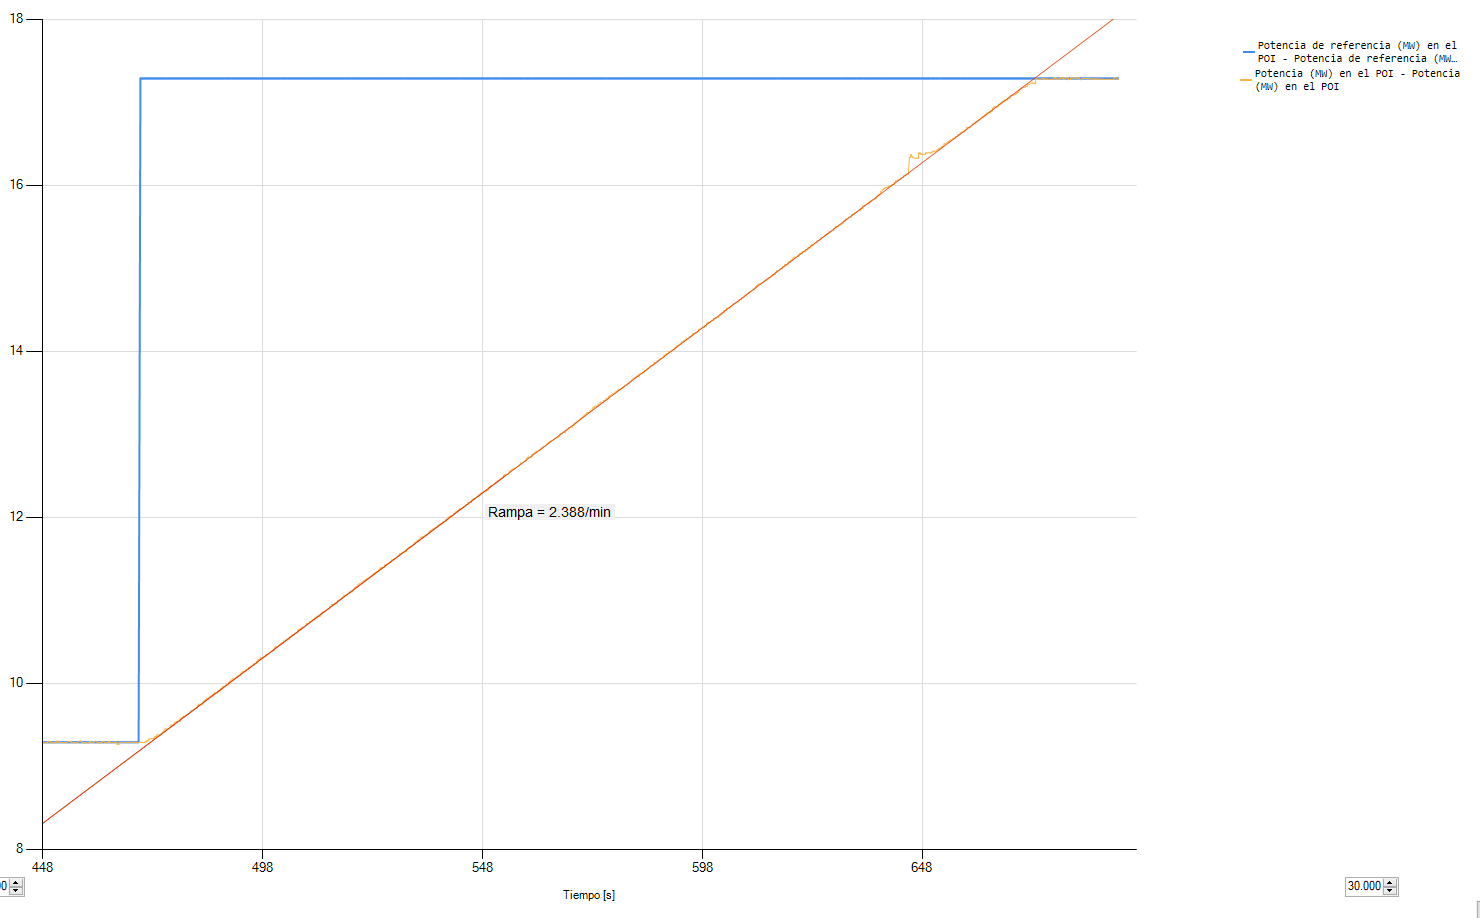 18
Potencia de referencia (MW) en el
POI - Potencia de referencia (MW…
Potencia (MW) en el POI - Potencia
(MW) en el POI
16
14
12
Rampa = 2.388/min
10
8
448
498
548
598
648
Tiempo [s]
30.000